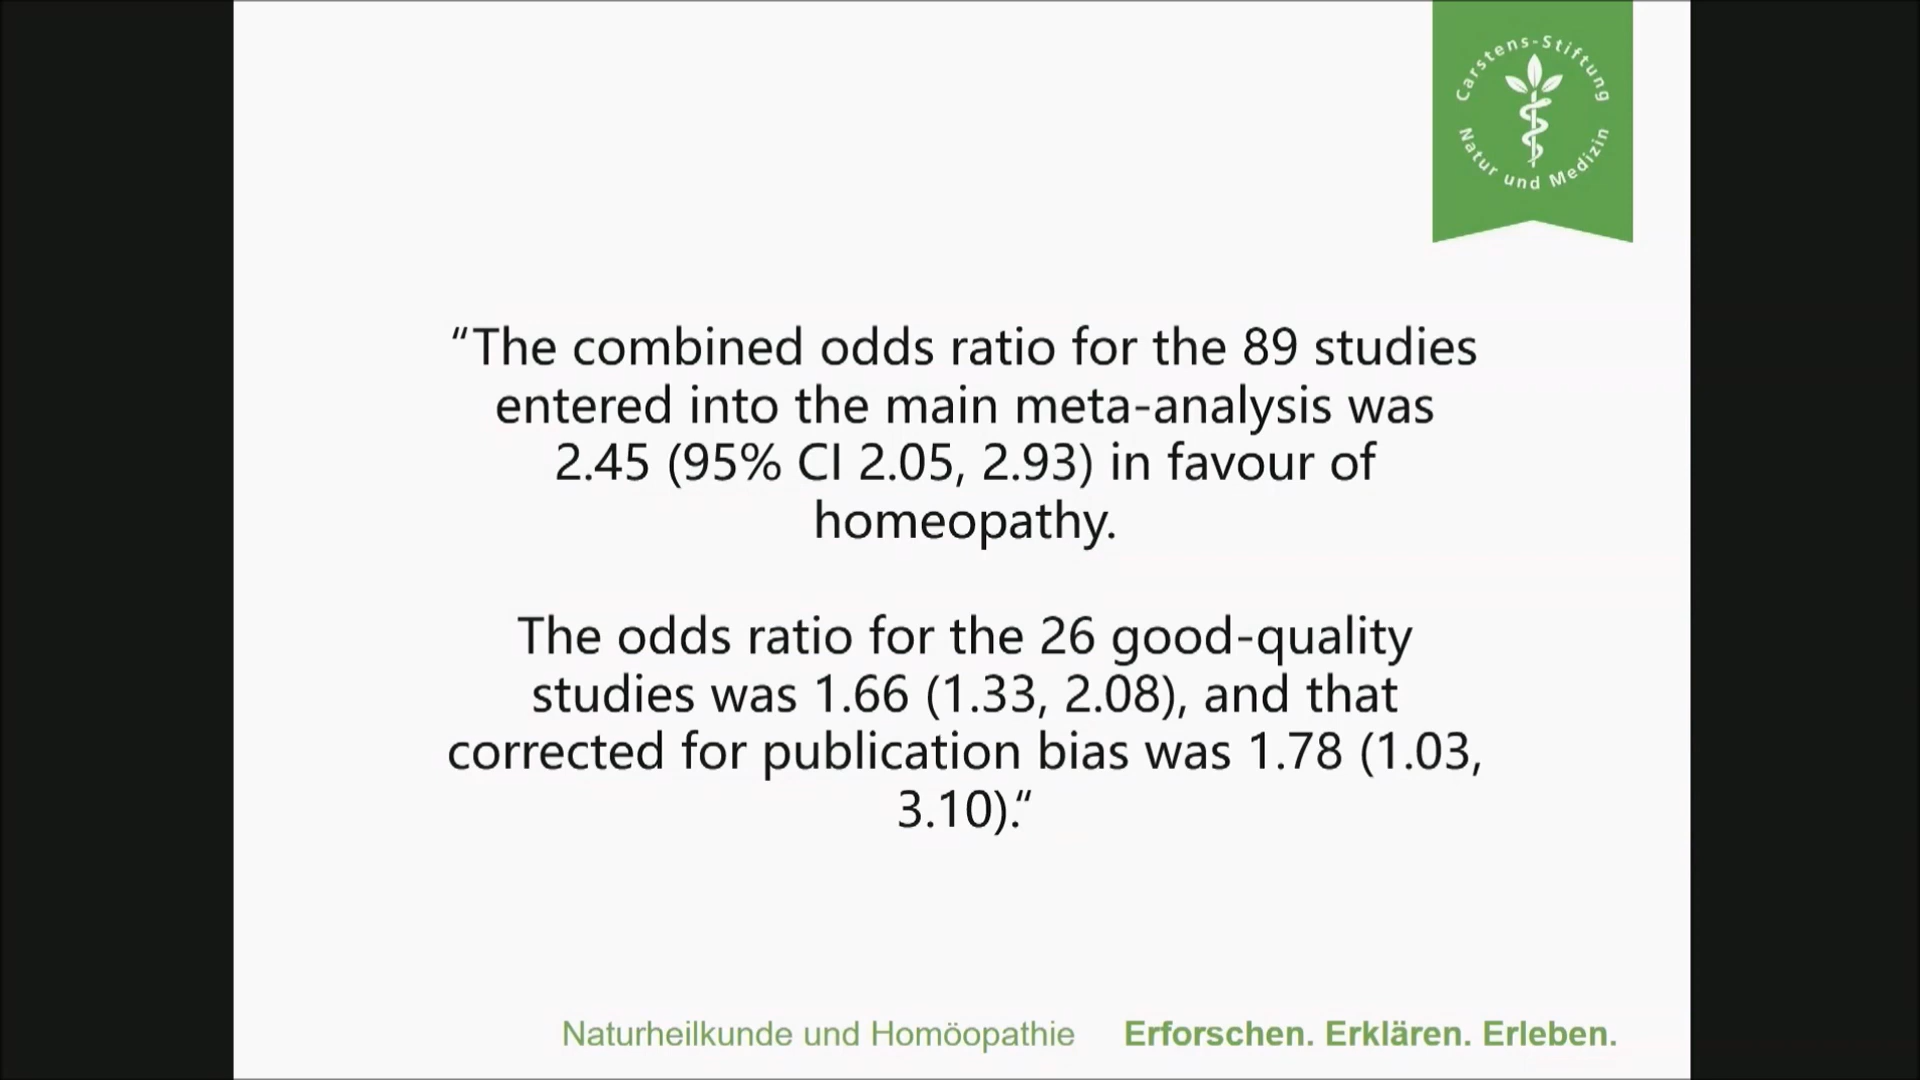 Carstens-Stiftung
Natur und Medizin
“The combined odds ratio for the 89 studies
entered into the main meta-analysis was
2.45 (95% CI 2.05, 2.93) in favour of
homeopathy.
The odds ratio for the 26 good-quality
studies was 1.66 (1.33, 2.08), and that
corrected for publication bias was 1.78 (1.03,
3.10).“
Naturheilkunde und Homöopathie Erforschen. Erklären. Erleben.